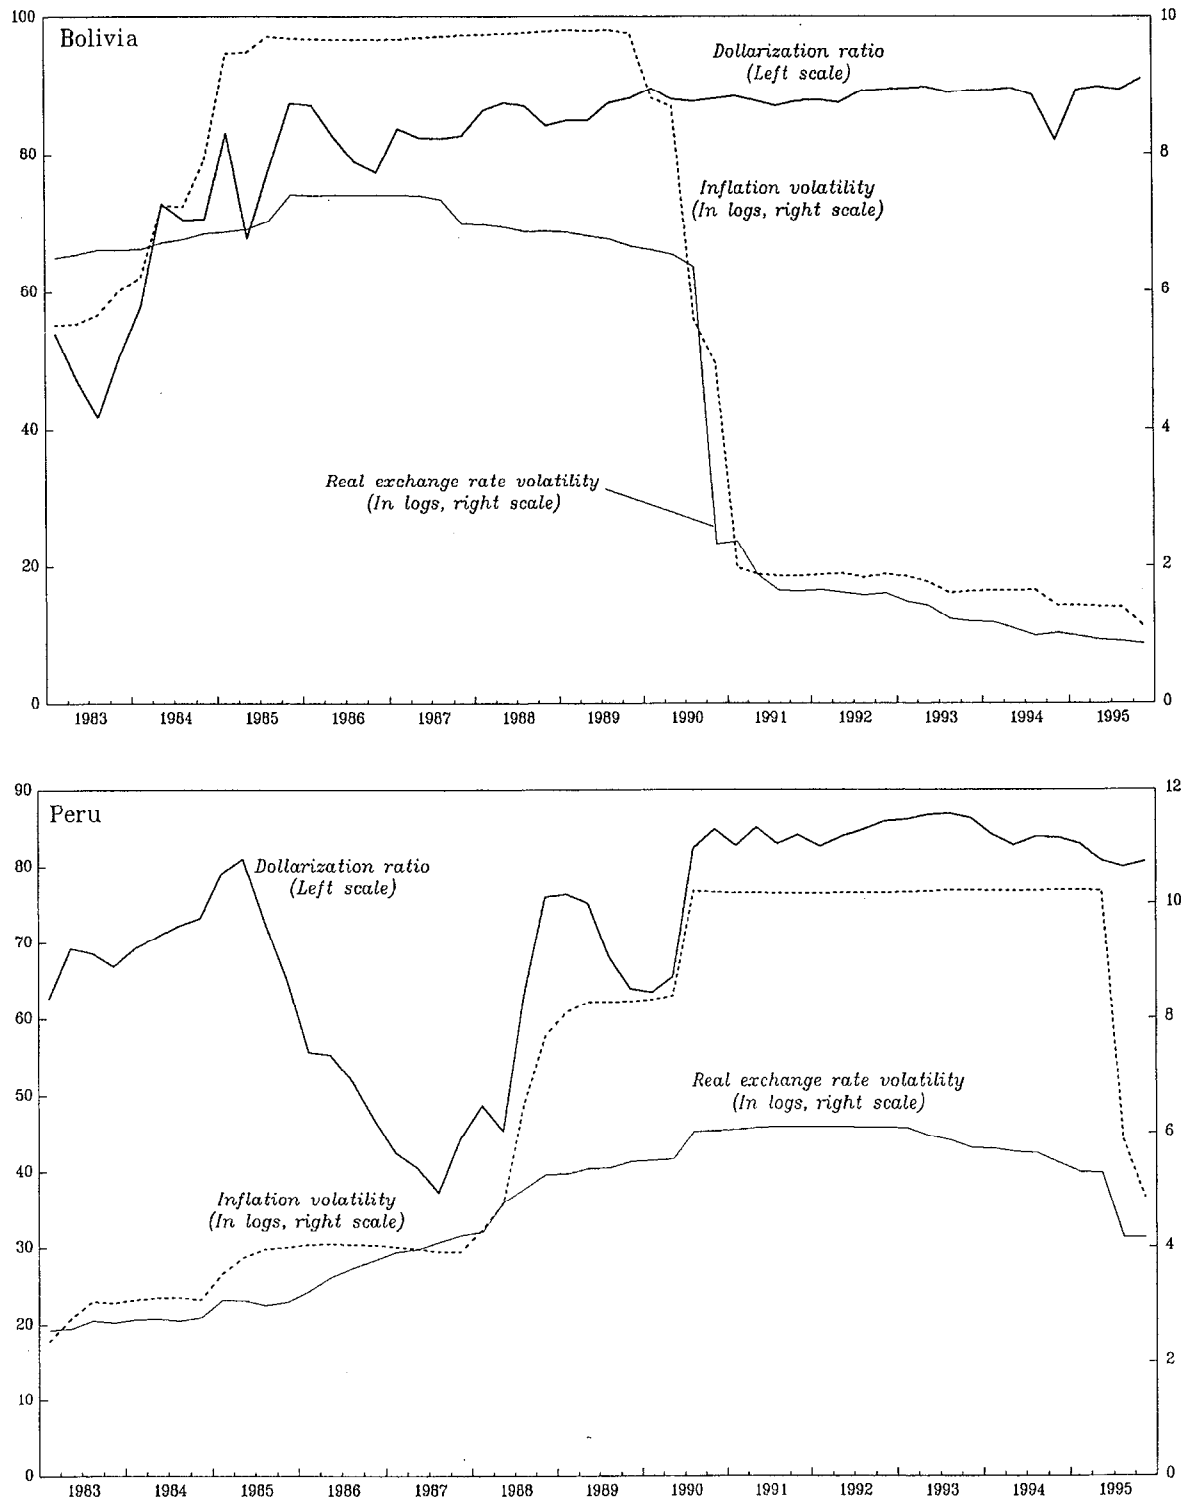 100
10
Bolivia
Dollarization ratio
(Left scale)
80
8
Inflation volatility
(In logs, right scale)
60
6
40
4
Real exchange rate volatility
(In logs, right scale)
20
2
0
0
1983 1984 1985 1986 1987 1988 1989 1990 1991 1992 1993 1994 1995
90
12
Peru
Dollarization ratio
(Left scale)
80
10
70
60
8
Real exchange rate volatility
(In logs, right scale)
50
6
40
Inflation volatility
(In logs, right scale)
30
4
20
2
10
0
0
1983 1984 1985 1986 1987 1988 1989 1990 1991 1992 1993 1994 1995